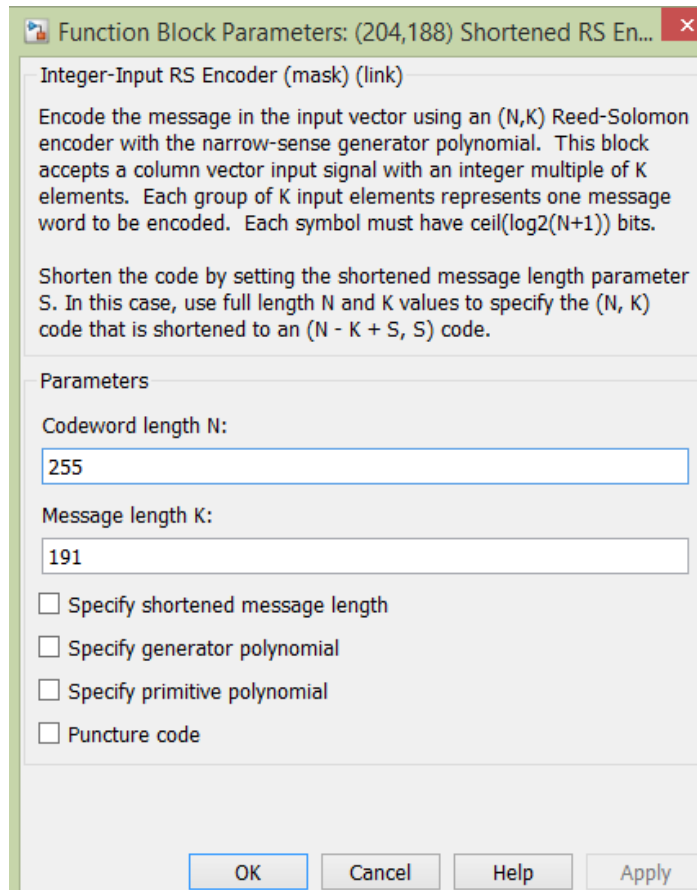 Function Block Parameters: (204,188) Shortened RS En...
Integer-Input RS Encoder (mask) (link)
Encode the message in the input vector using an (N,K) Reed-Solomon
encoder with the narrow-sense generator polynomial.  This block
accepts a column vector input signal with an integer multiple of K
elements.  Each group of K input elements represents one message
word to be encoded.  Each symbol must have ceil(log2(N+1)) bits.
Shorten the code by setting the shortened message length parameter
S. In this case, use full length N and K values to specify the (N, K)
code that is shortened to an (N - K + S, S) code.
Parameters
Codeword length N:
255
Message length K:
191
Specify shortened message length
Specify generator polynomial
Specify primitive polynomial
Puncture code
OK Cancel Help Apply